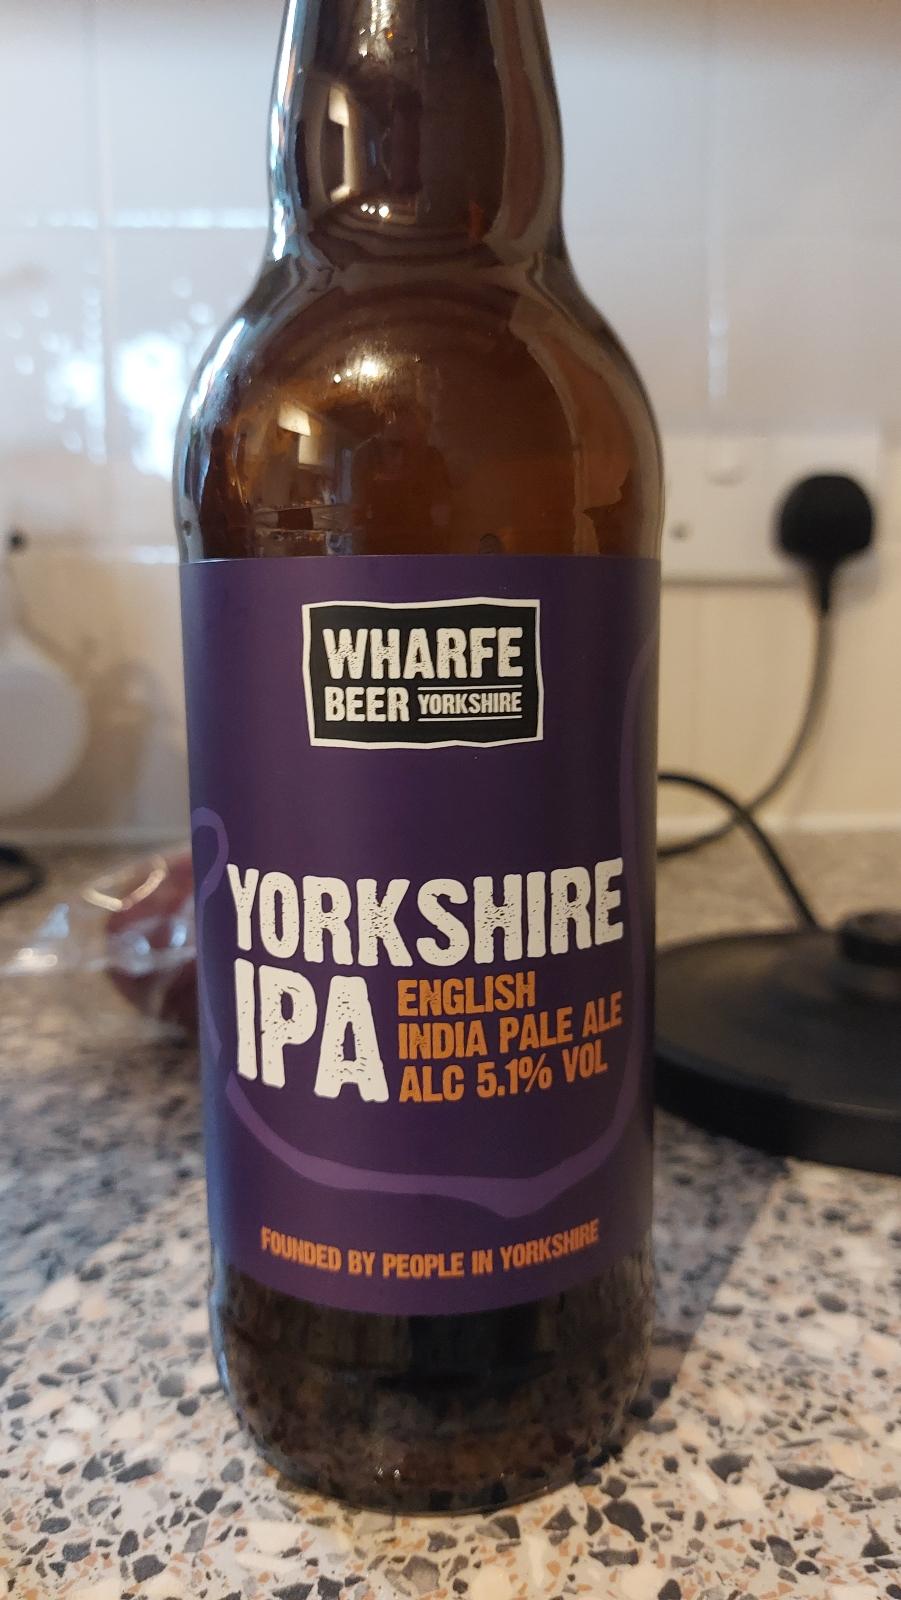 WHARFE
BEER YORKSHIRE
YORKSHIRE
IPA
ENGLISH
INDIA PALE ALE
ALC 5.1% VOL
FOUNDED BY PEOPLE IN YORKSHIRE